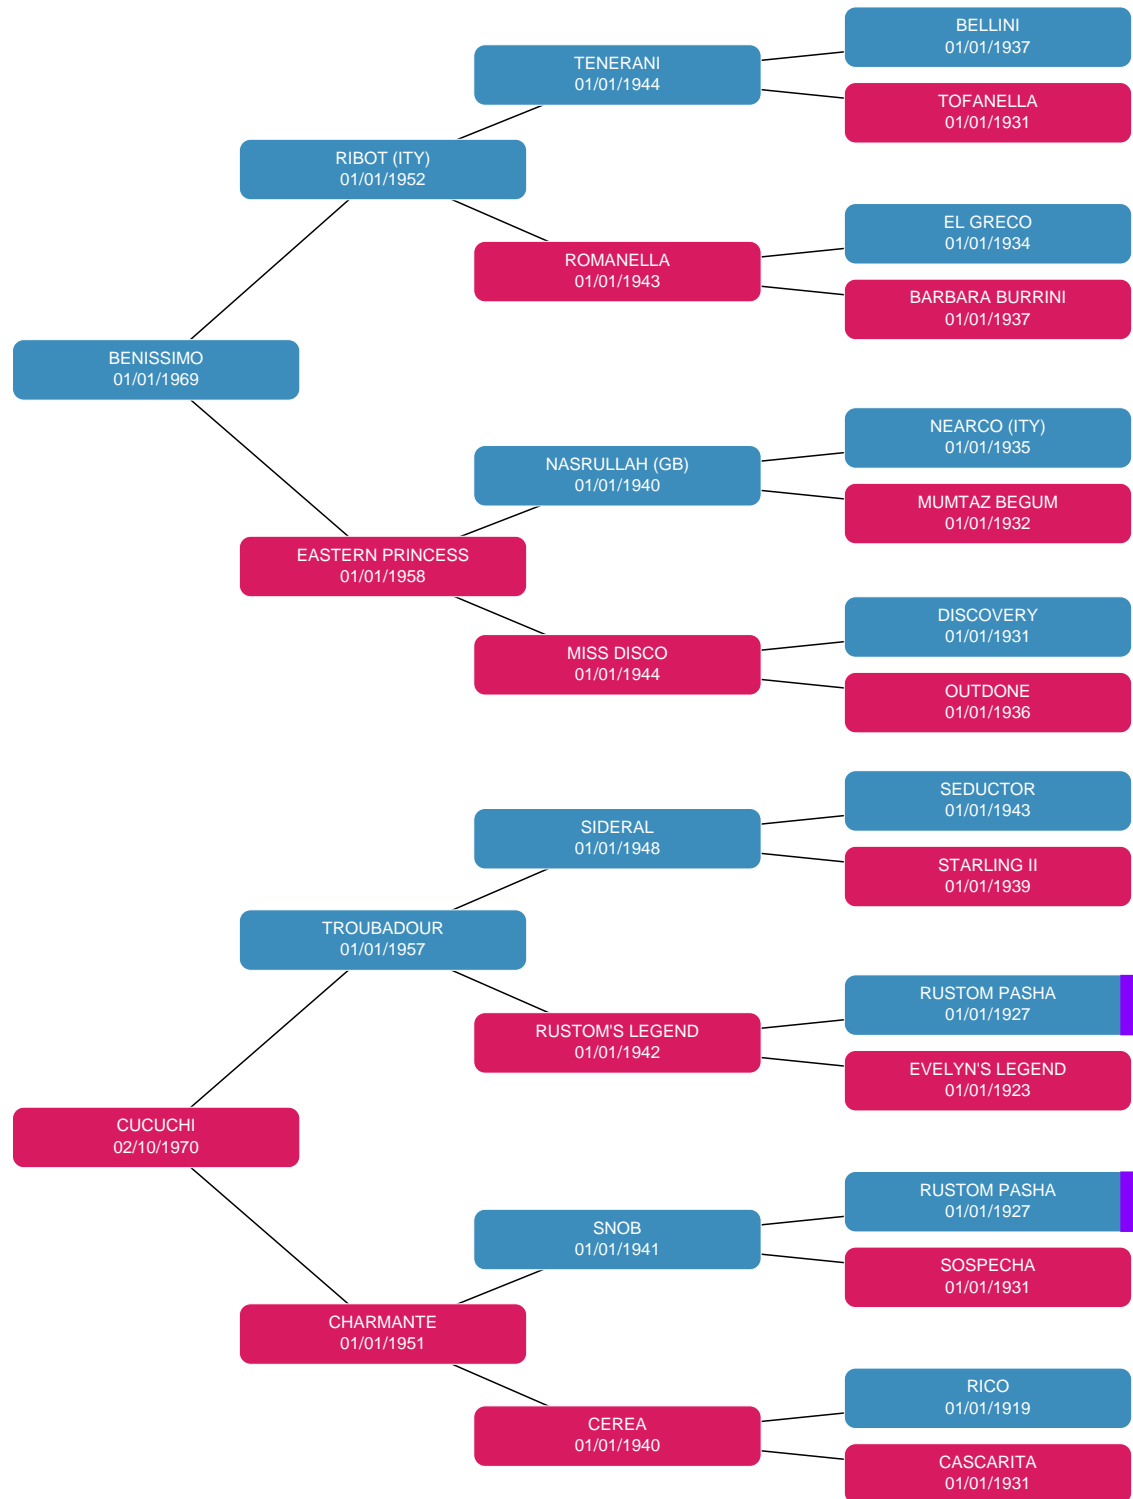 BELLINI
01/01/1937
TENERANI
01/01/1944
TOFANELLA
01/01/1931
RIBOT (ITY)
01/01/1952
EL GRECO
01/01/1934
ROMANELLA
01/01/1943
BARBARA BURRINI
01/01/1937
BENISSIMO
01/01/1969
NEARCO (ITY)
01/01/1935
NASRULLAH (GB)
01/01/1940
MUMTAZ BEGUM
01/01/1932
EASTERN PRINCESS
01/01/1958
DISCOVERY
01/01/1931
MISS DISCO
01/01/1944
OUTDONE
01/01/1936
SEDUCTOR
01/01/1943
SIDERAL
01/01/1948
STARLING II
01/01/1939
TROUBADOUR
01/01/1957
RUSTOM PASHA
01/01/1927
RUSTOM'S LEGEND
01/01/1942
EVELYN'S LEGEND
01/01/1923
CUCUCHI
02/10/1970
RUSTOM PASHA
01/01/1927
SNOB
01/01/1941
SOSPECHA
01/01/1931
CHARMANTE
01/01/1951
RICO
01/01/1919
CEREA
01/01/1940
CASCARITA
01/01/1931